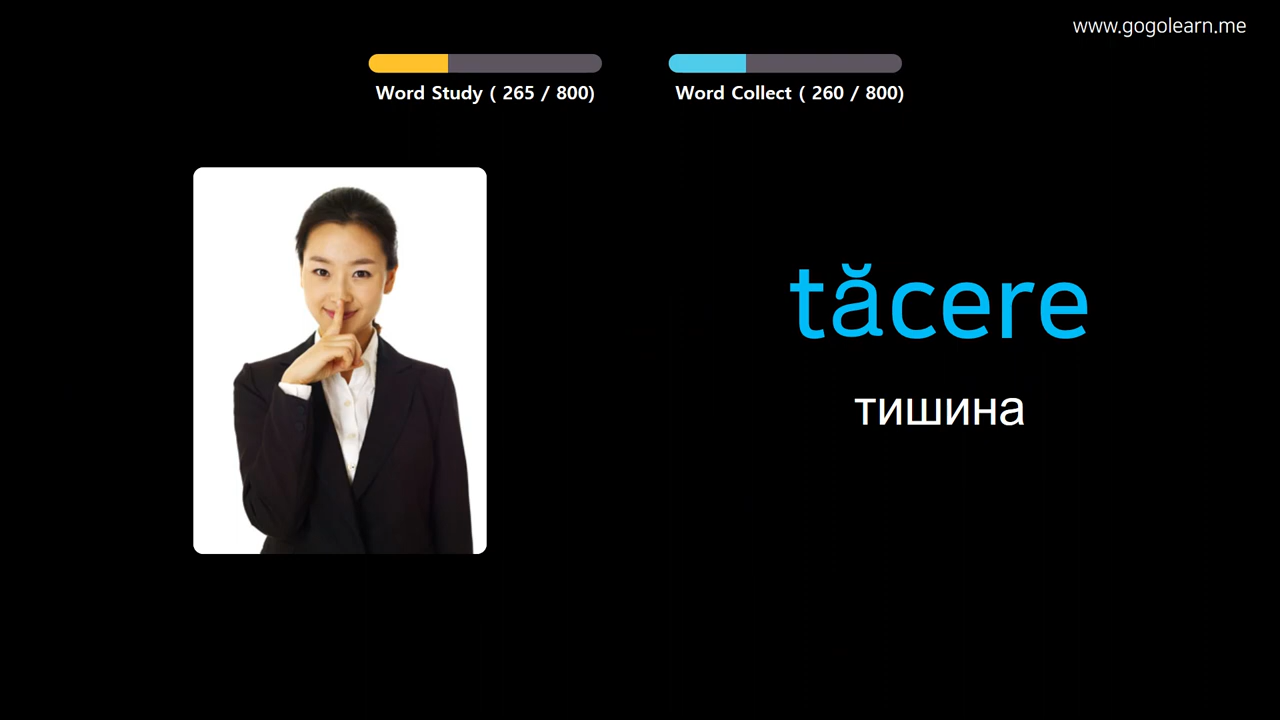 www.gogolearn.me
Word Study ( 265 / 800)
Word Collect ( 260 / 800)
tăcere
тишина